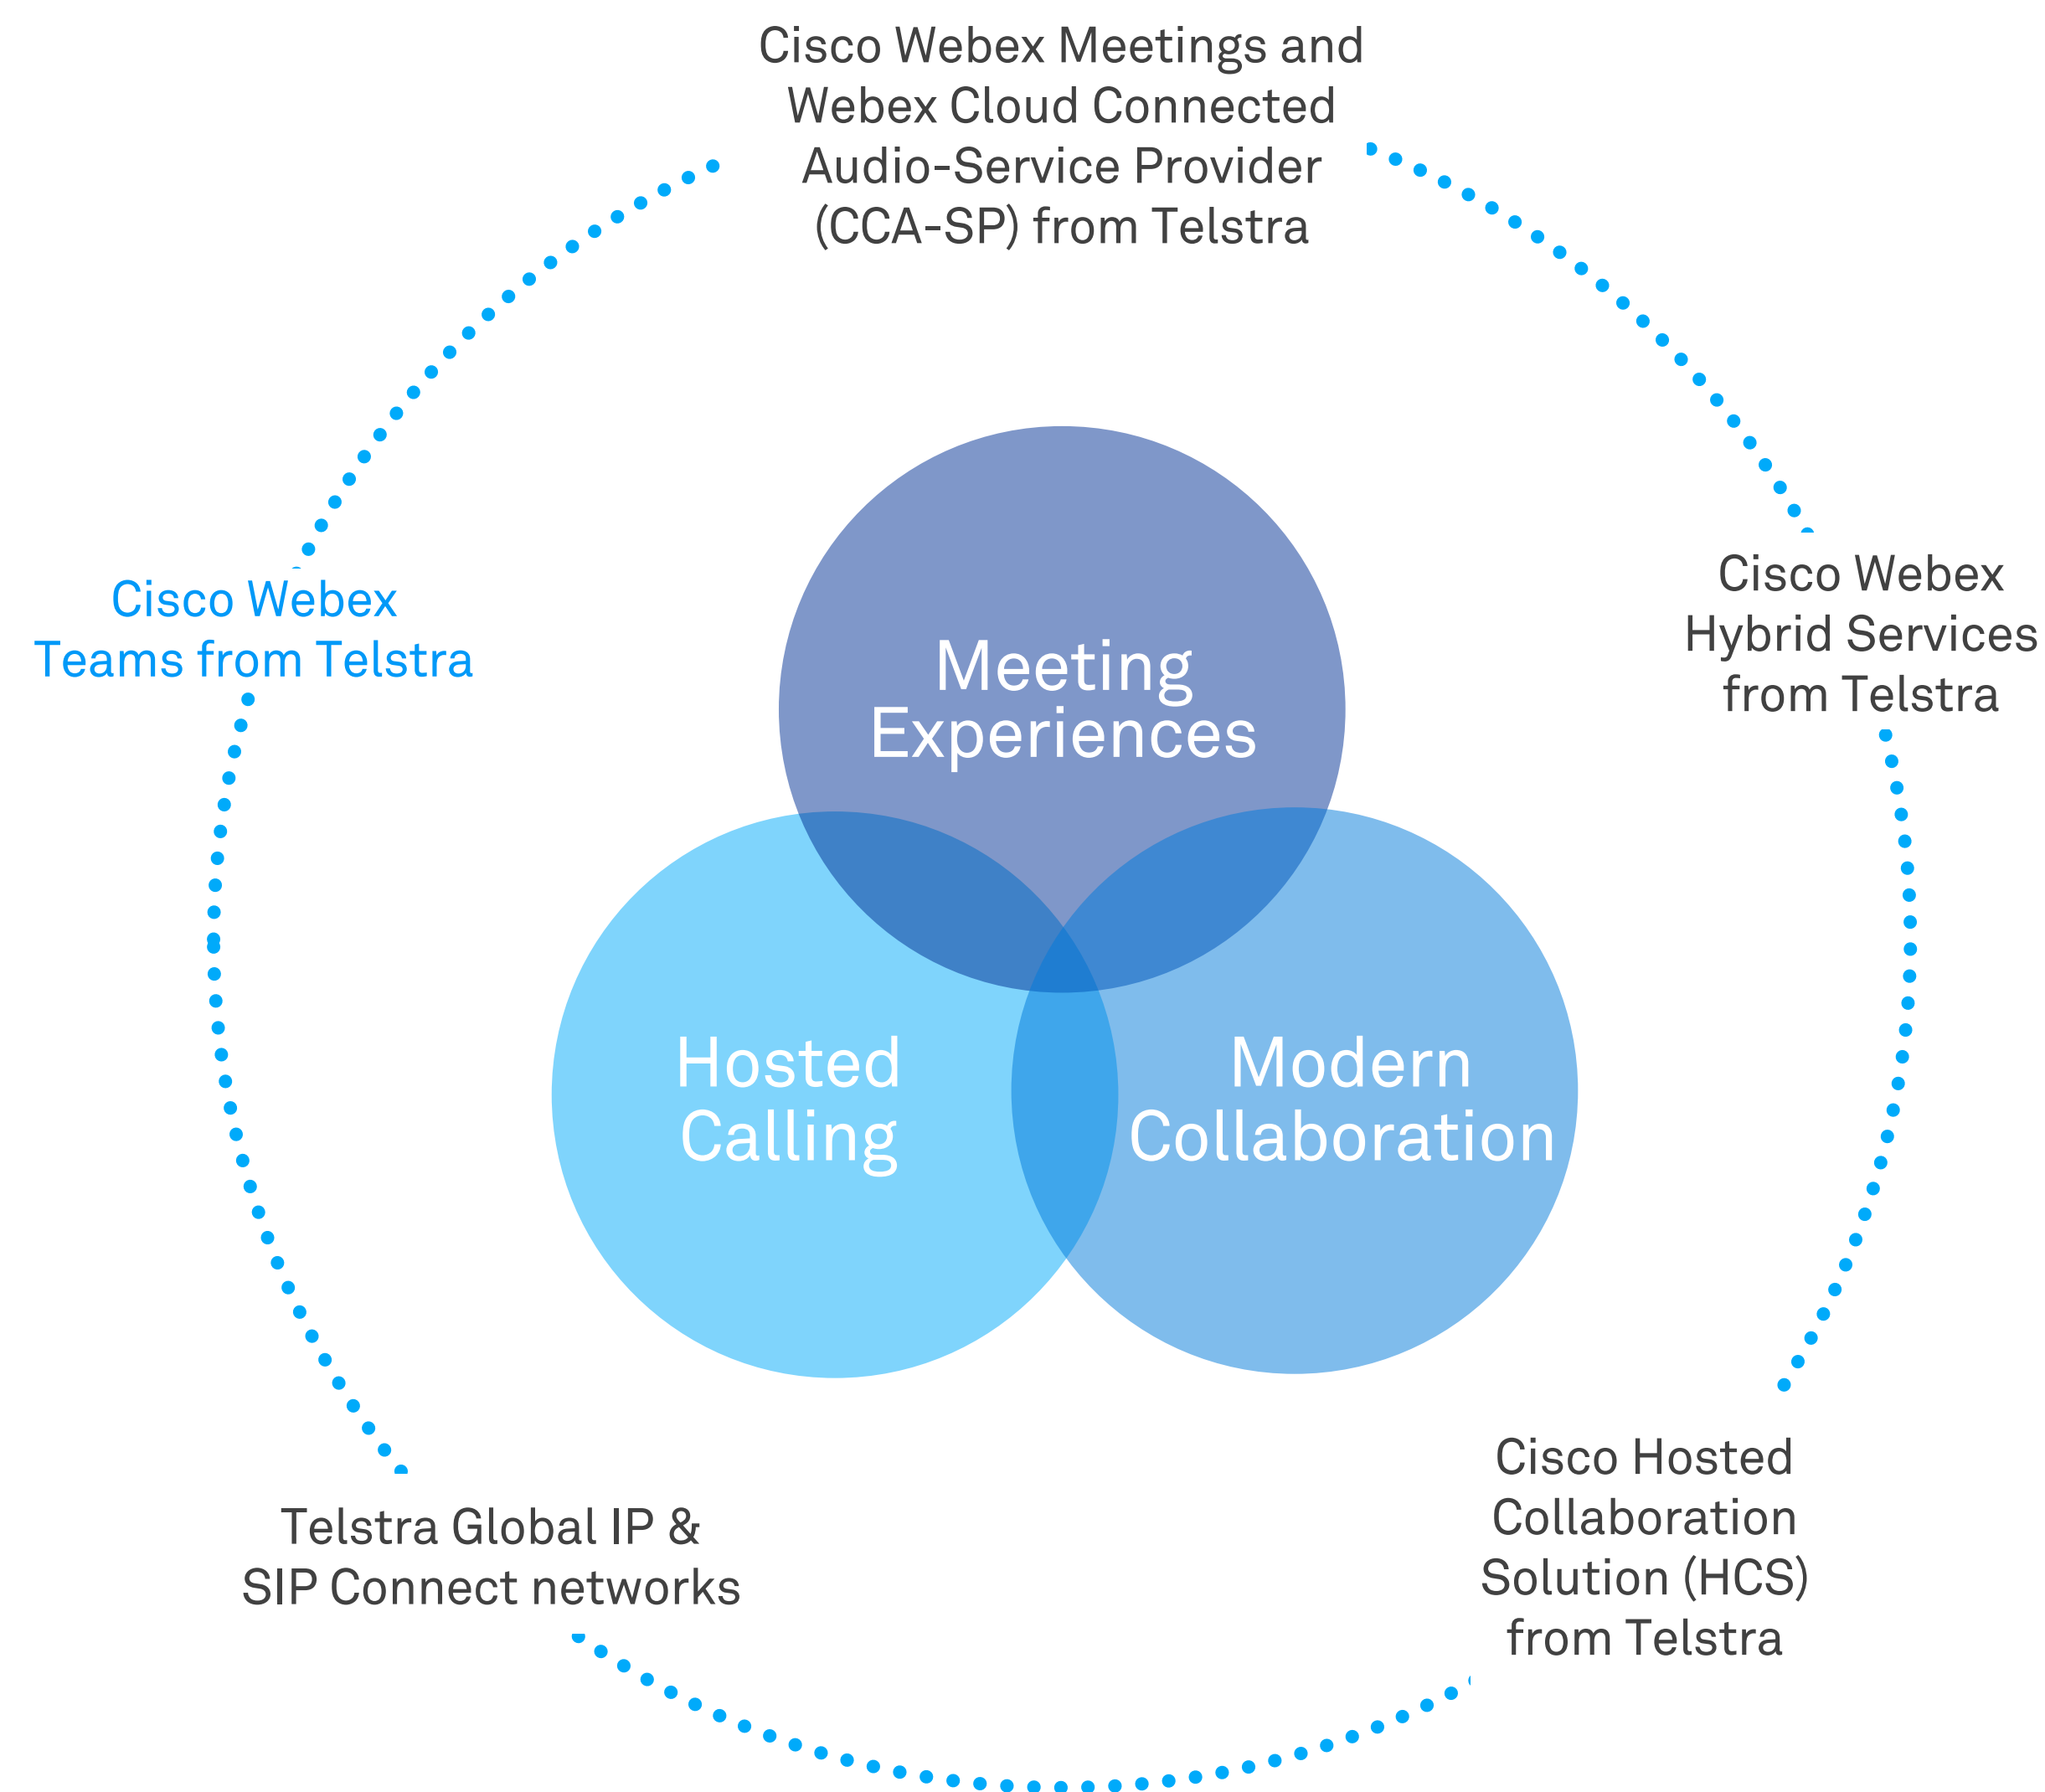 Cisco Webex Meetings and
Webex Cloud Connected
Audio-Service Provider
(CCA-SP) from Telstra
Cisco Webex
Teams from Telstra
Cisco Webex
Hybrid Services
from Telstra
Meeting
Experiences
Hosted
Calling
Modern
Collaboration
Telstra Global IP &
SIP Connect networks
Cisco Hosted
Collaboration
Solution (HCS)
from Telstra